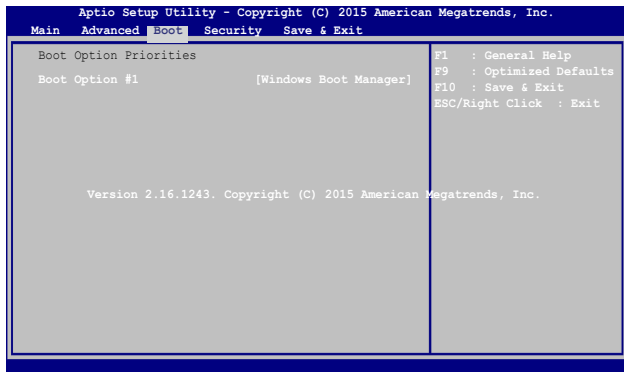 Aptio Setup Utility - Copyright (C) 2015 American Megatrends, Inc.
Main Advanced Boot Security Save & Exit
Boot Option Priorities
Boot Option #1 [Windows Boot Manager]
F1 : General Help
F9 : Optimized Defaults
F10 : Save & Exit
ESC/Right Click : Exit
Version 2.16.1243. Copyright (C) 2015 American Megatrends, Inc.